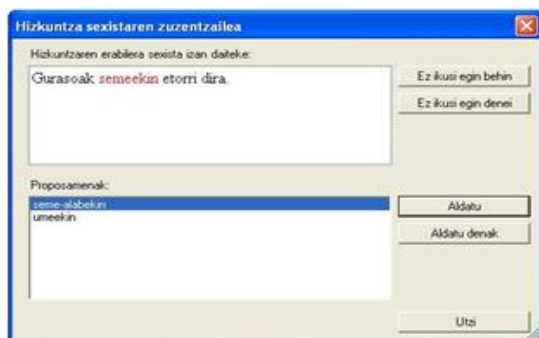 Hizkuntza sexistaren zuzentzailea
Hizkuntzaren erabilera sexista izan daiteke:
Gurasoak semeekin etorri dira.
Ez ikusi egin behin
Ez ikusi egin denei
Proposamenak:
seme-alabekin
umeekin
Aldatu
Aldatu denak
Utzi